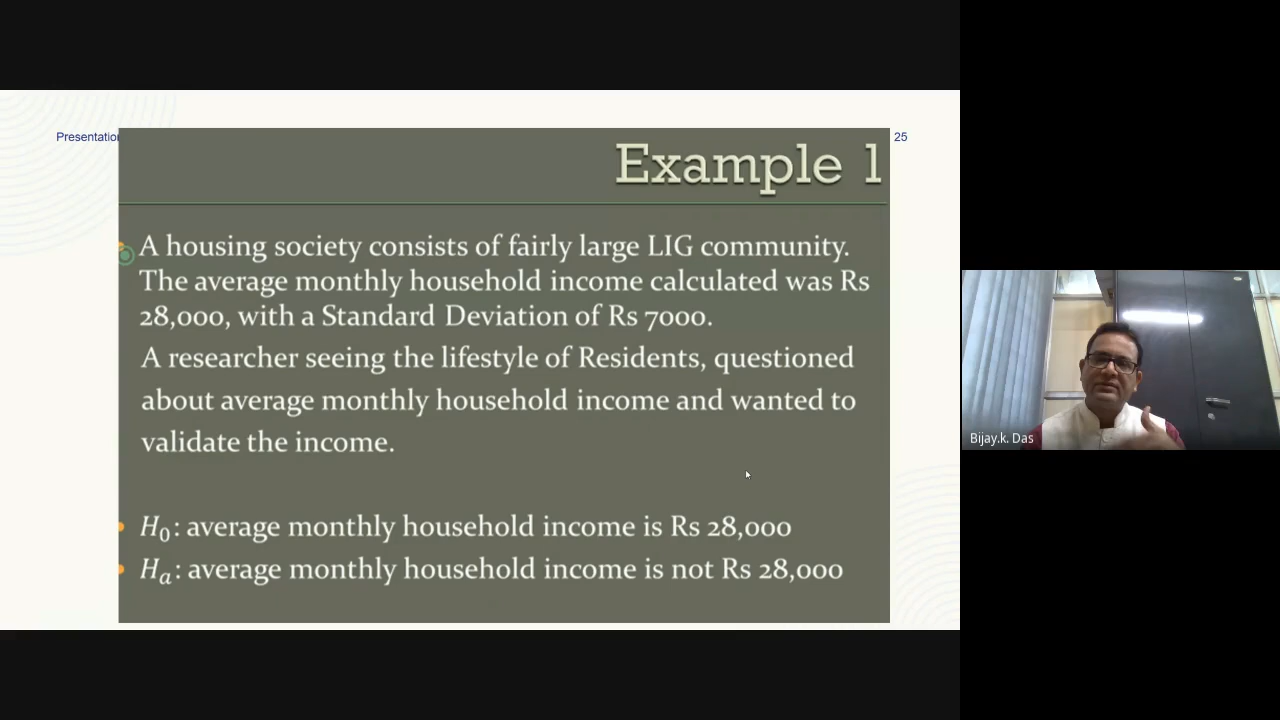 Presentation
25
Example 1
A housing society consists of fairly large LIG community.
The average monthly household income calculated was Rs
28,000, with a Standard Deviation of Rs 7000.
A researcher seeing the lifestyle of Residents, questioned
about average monthly household income and wanted to
validate the income.
H₀: average monthly household income is Rs 28,000
Hₐ: average monthly household income is not Rs 28,000
Bijay.k. Das